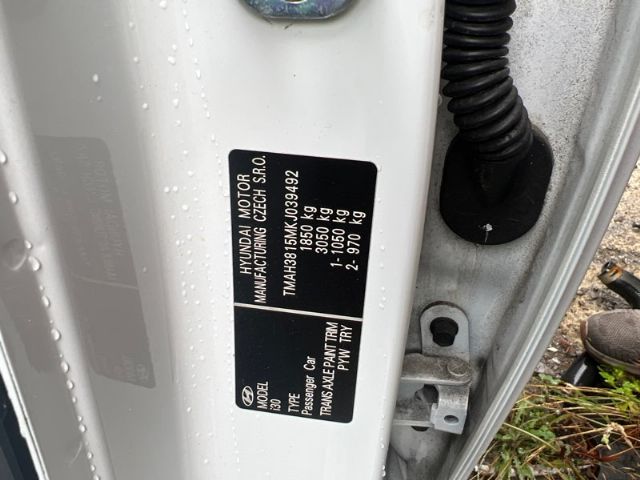 HYUNDAI MOTOR
MANUFACTURING CZECH S.R.O.
TMAH3815MKJ039492
1850 kg
3050 kg
1- 1050 kg
2- 970 kg
MODEL
i30
TYPE
Passenger Car
TRANS AXLE PAINT TRIM
PYW TRY